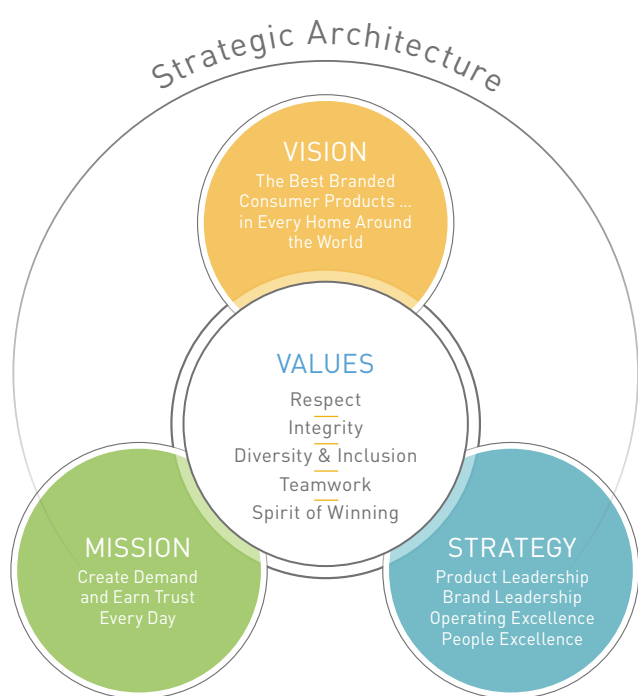 Strategic Architecture
VISION
The Best Branded
Consumer Products ...
in Every Home Around
the World
VALUES
Respect
Integrity
Diversity & Inclusion
Teamwork
Spirit of Winning
MISSION
Create Demand
and Earn Trust
Every Day
STRATEGY
Product Leadership
Brand Leadership
Operating Excellence
People Excellence